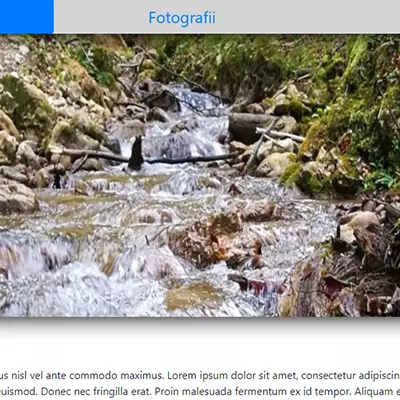 Fotografii
us nisl vel ante commodo maximus. Lorem ipsum dolor sit amet, consectetur adipiscin
uismod. Donec nec fringilla erat. Proin malesuada fermentum ex id tempor. Aliquam e